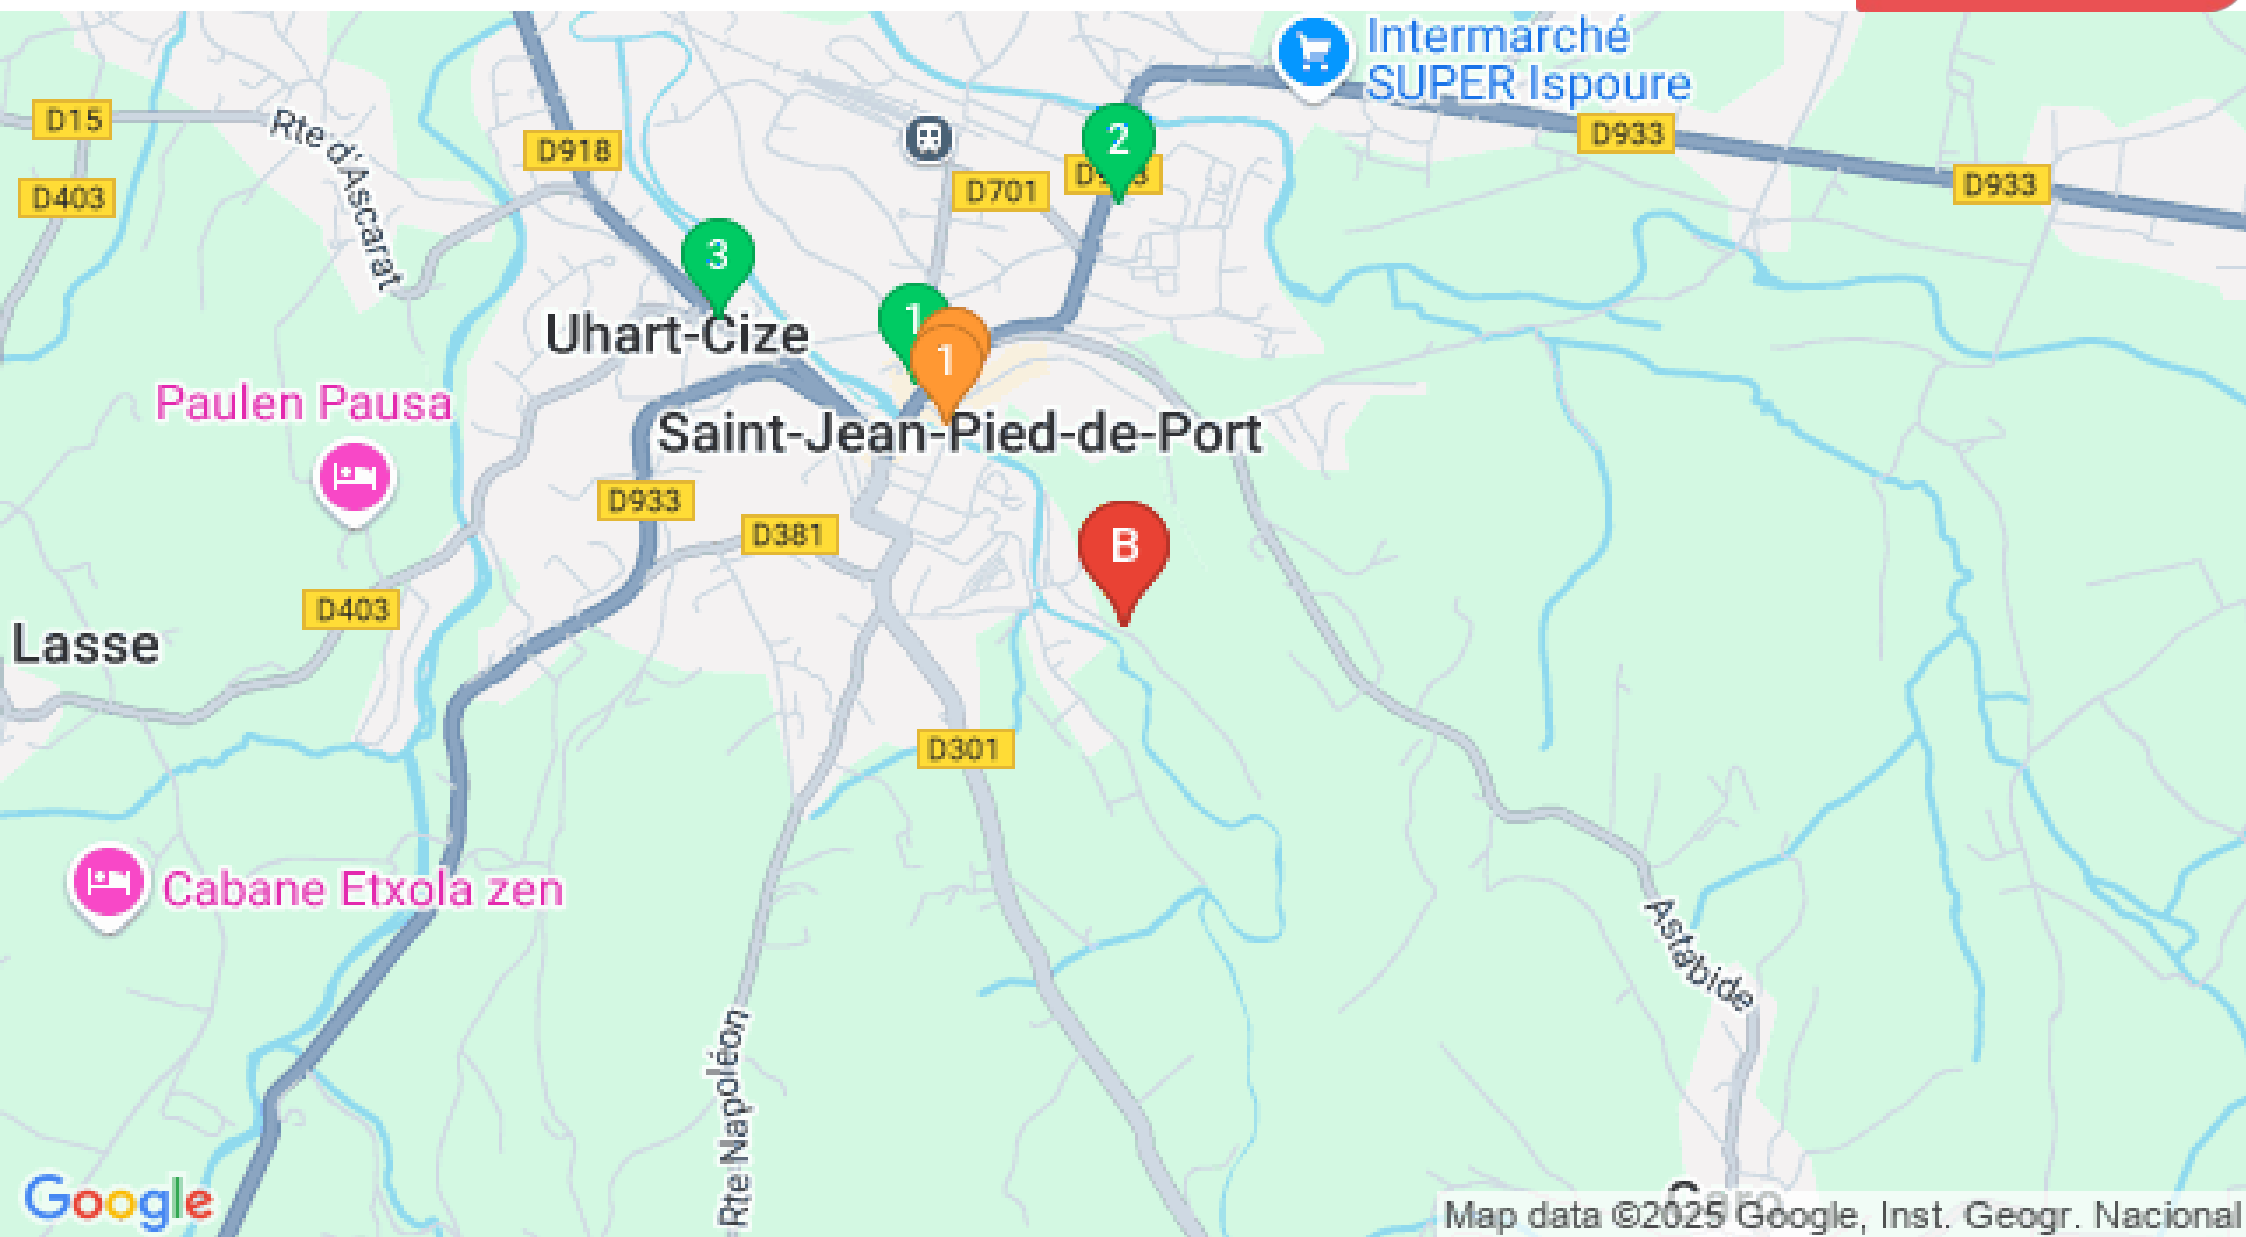 Intermarché
SUPER Ispoure
D15
Rte d'Ascarat
D918
2
D933
D403
D701
D933
3
1
Uhart-Cize
1
Paulen Pausa
Saint-Jean-Pied-de-Port
D933
D381
B
D403
Lasse
D301
Cabane Etxola zen
Astabide
Rte Napoléon
Google
Map data ©2025 Google, Inst. Geogr. Nacional